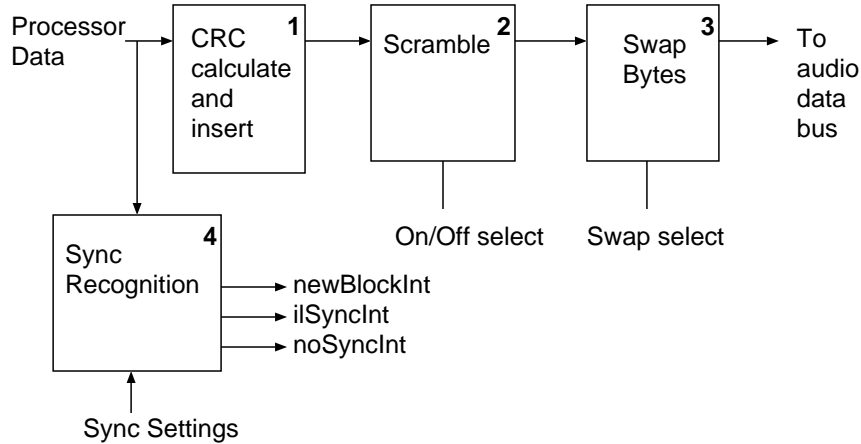 Processor
Data
1
CRC
calculate
and
insert
2
Scramble
3
Swap
Bytes
To
audio
data
bus
On/Off select
Swap select
4
Sync
Recognition
newBlockInt
ilSyncInt
noSyncInt
Sync Settings